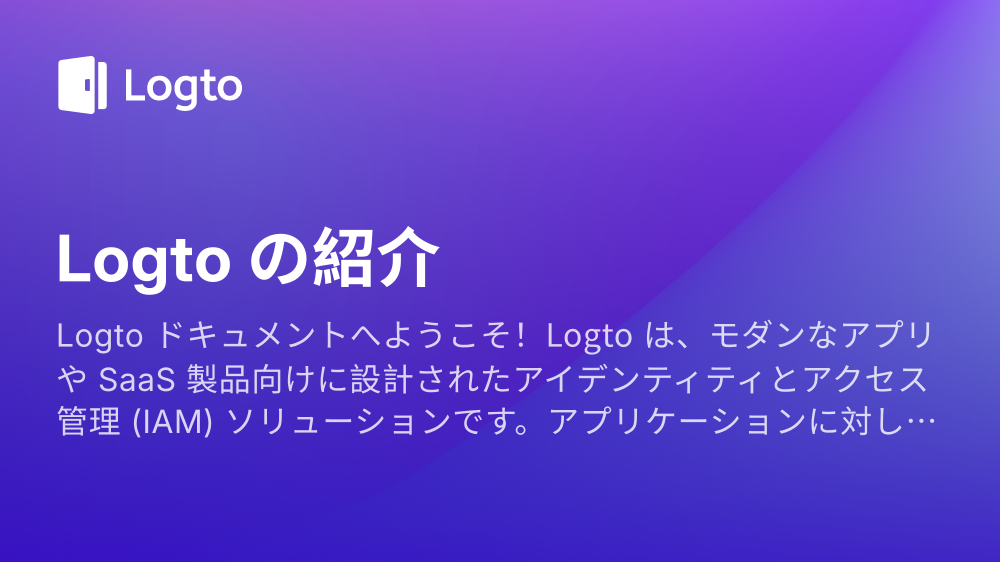 Logto
Logto の紹介
Logto ドキュメントへようこそ！Logto は、モダンなアプリ
や SaaS 製品向けに設計されたアイデンティティとアクセス
管理 (IAM) ソリューションです。アプリケーションに対し…